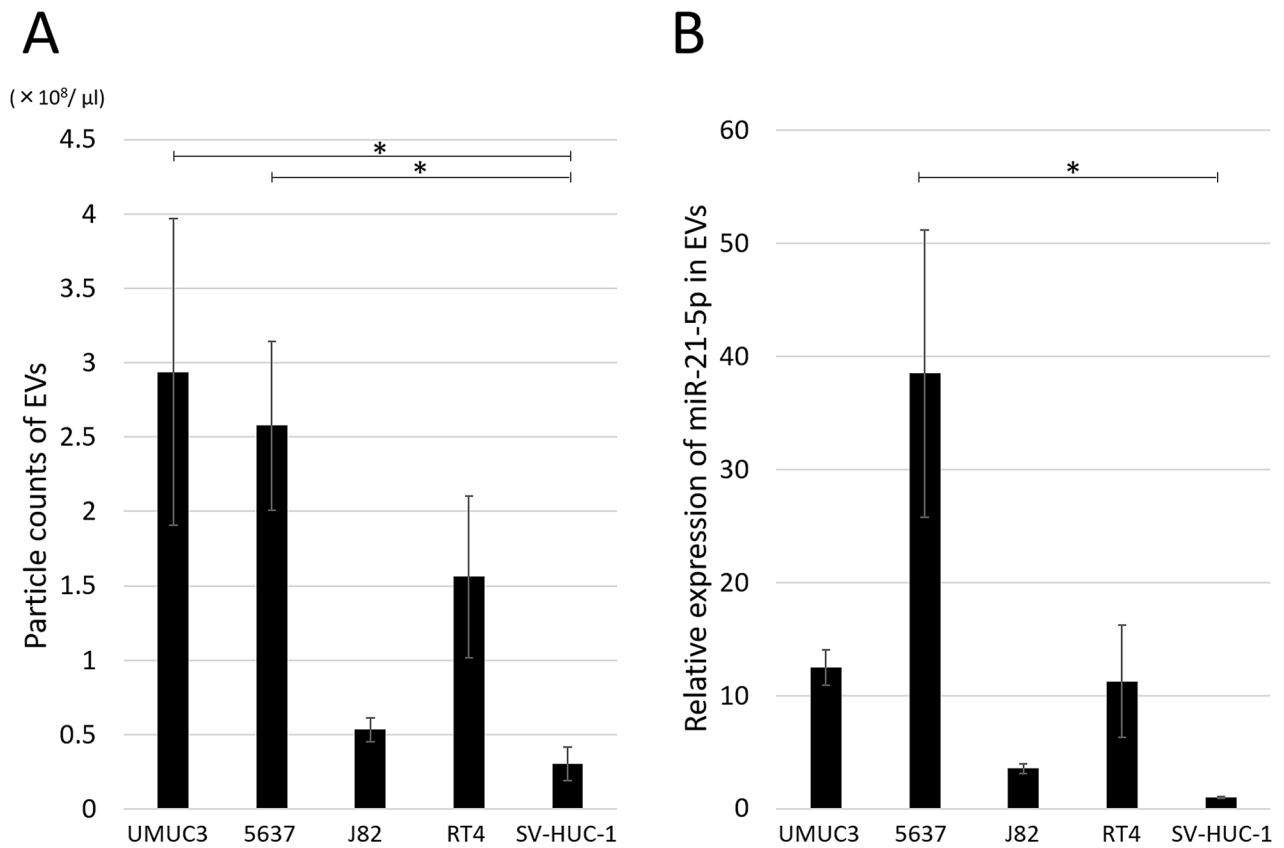 A
(×10⁸/ μl)
Particle counts of EVs
4.5
4
3.5
3
2.5
2
1.5
1
0.5
0
*
*
UMUC3 5637 J82 RT4 SV-HUC-1
B
Relative expression of miR-21-5p in EVs
60
50
40
30
20
10
0
*
UMUC3 5637 J82 RT4 SV-HUC-1